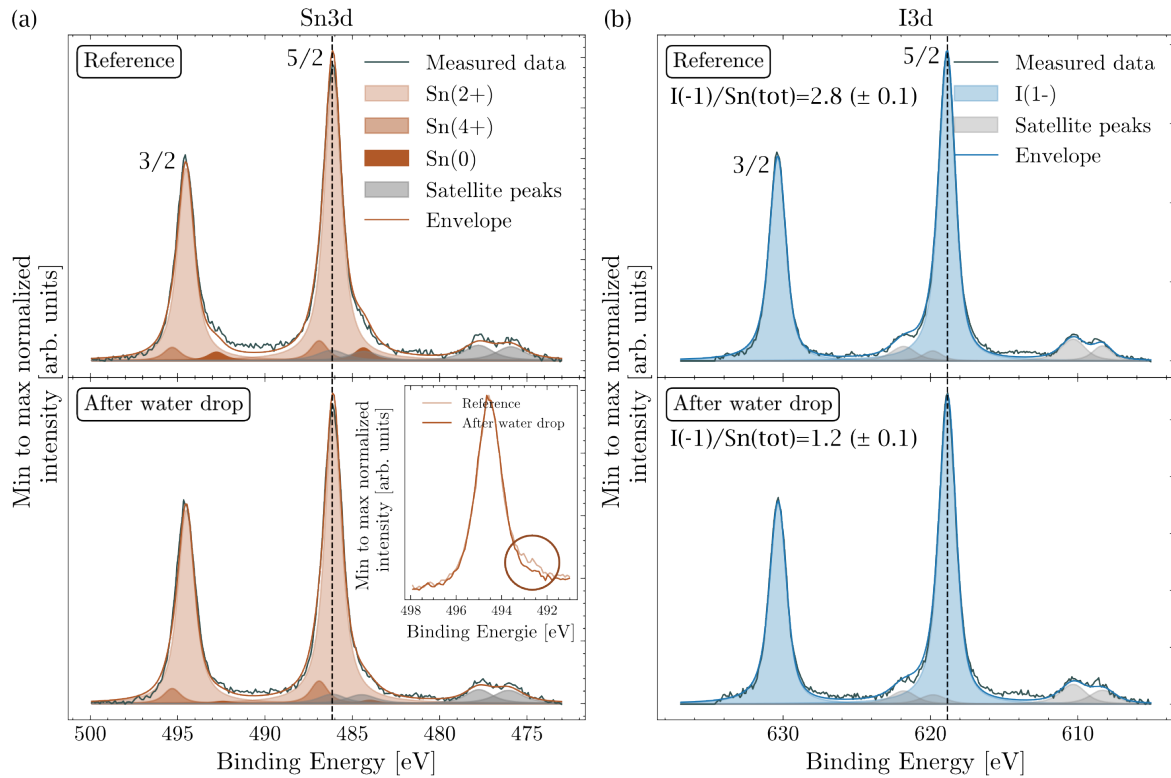 (a)
Sn3d
Reference
5/2
3/2
Measured data
Sn(2+)
Sn(4+)
Sn(0)
Satellite peaks
Envelope
Min to max normalized
intensity [arb. units]
After water drop
Reference
After water drop
Min to max normalized
intensity [arb. units]
498 496 494 492
Binding Energie [eV]
500 495 490 485 480 475
Binding Energy [eV]
(b)
I3d
Reference
I(-1)/Sn(tot)=2.8 (± 0.1)
5/2
3/2
Measured data
I(1-)
Satellite peaks
Envelope
Min to max normalized
intensity [arb. units]
After water drop
I(-1)/Sn(tot)=1.2 (± 0.1)
630 620 610
Binding Energy [eV]